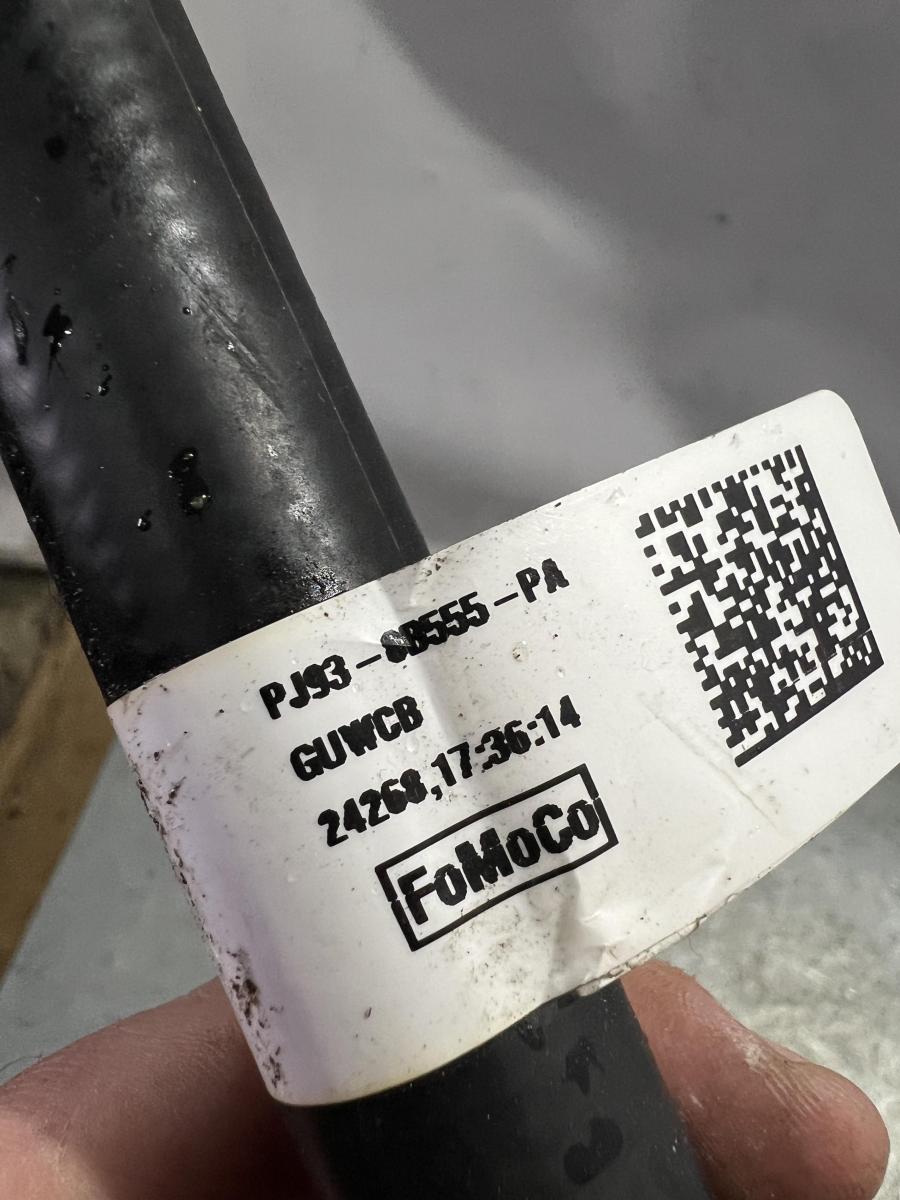 PJ93-8B555-PA
GUWCB
24268,17:36:14
FoMoCo